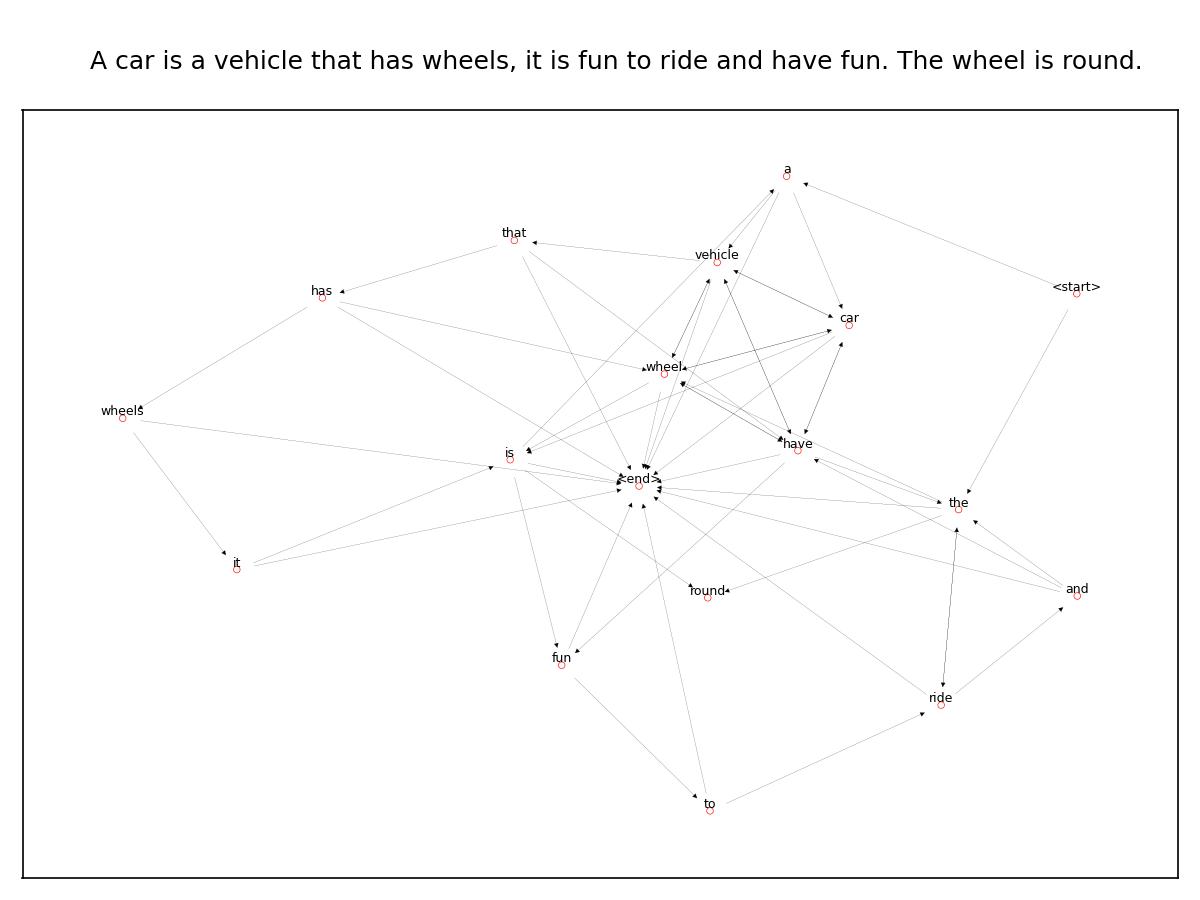 A car is a vehicle that has wheels, it is fun to ride and have fun. The wheel is round.
a
that
vehicle
<start>
has
car
wheel
wheels
have
is
<end>
the
it
round
and
fun
ride
to